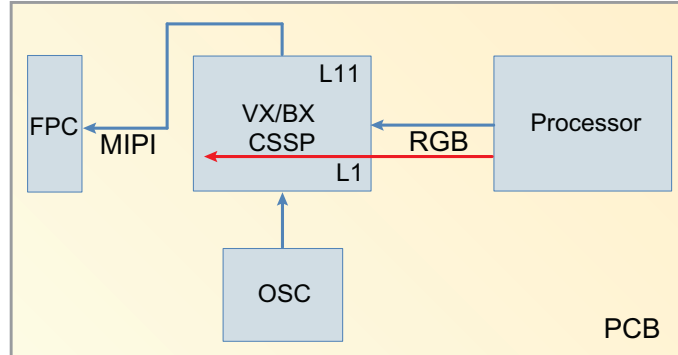 L11
FPC
VX/BX
CSSP
Processor
MIPI
RGB
L1
OSC
PCB